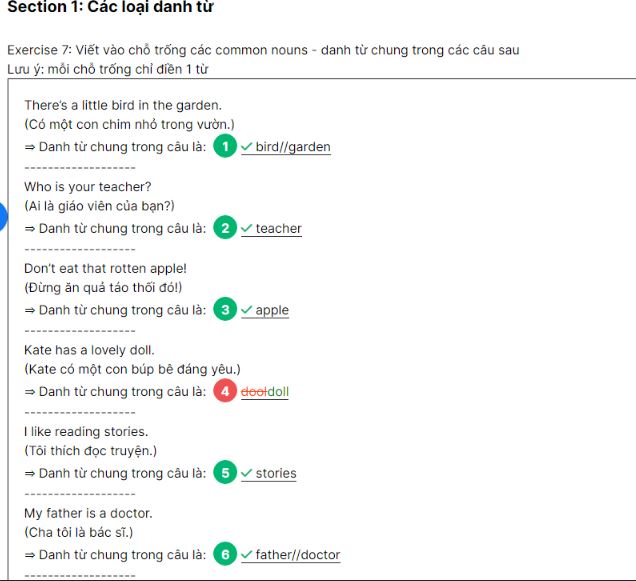 Section 1: Các loại danh từ
Exercise 7: Viết vào chỗ trống các common nouns - danh từ chung trong các câu sau
Lưu ý: mỗi chỗ trống chỉ điền 1 từ
There's a little bird in the garden.
(Có một con chim nhỏ trong vườn.)
⇒ Danh từ chung trong câu là: 1 ✓ bird//garden
-------------------
Who is your teacher?
(Ai là giáo viên của bạn?)
⇒ Danh từ chung trong câu là: 2 ✓ teacher
-------------------
Don't eat that rotten apple!
(Đừng ăn quả táo thối đó!)
⇒ Danh từ chung trong câu là: 3 ✓ apple
-------------------
Kate has a lovely doll.
(Kate có một con búp bê đáng yêu.)
⇒ Danh từ chung trong câu là: 4 dooldoll
-------------------
I like reading stories.
(Tôi thích đọc truyện.)
⇒ Danh từ chung trong câu là: 5 ✓ stories
-------------------
My father is a doctor.
(Cha tôi là bác sĩ.)
⇒ Danh từ chung trong câu là: 6 ✓ father//doctor
-------------------